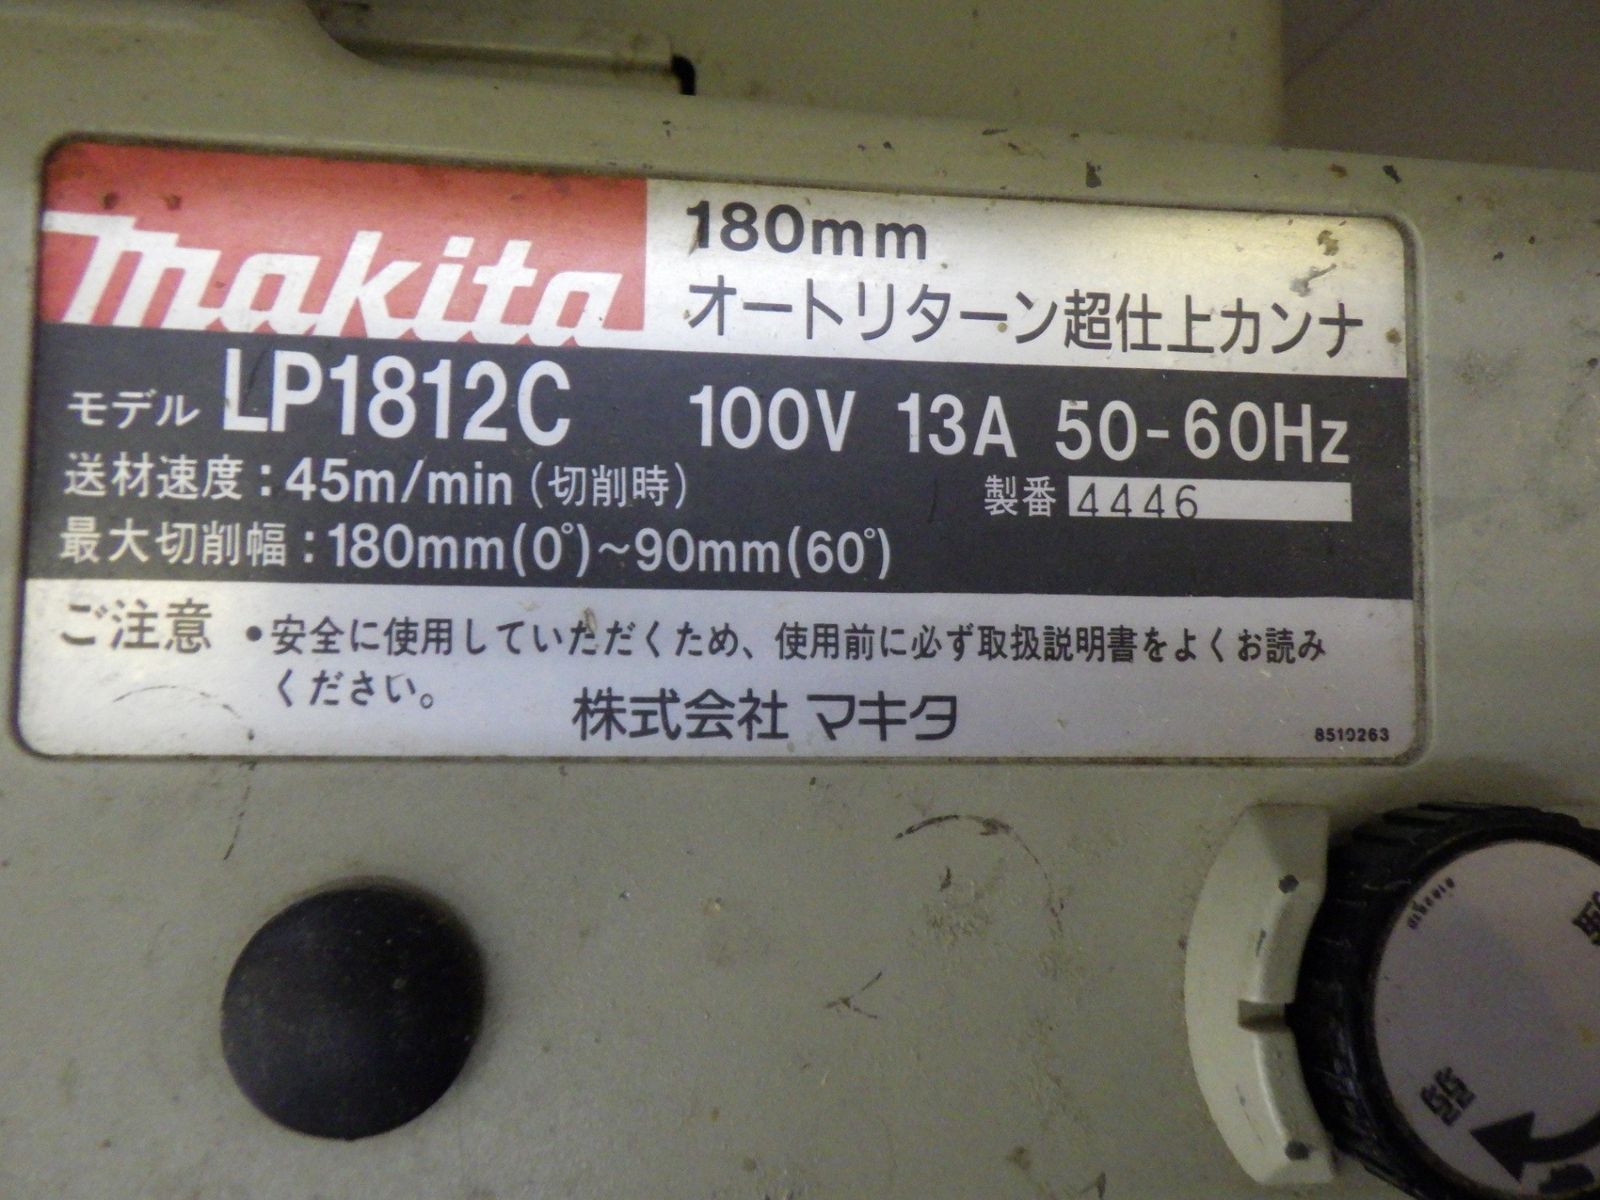 makita
180mm
オートリターン超仕上カンナ
モデル LP1812C 100V 13A 50-60Hz
送材速度：45m/min（切削時） 製番 4446
最大切削幅：180mm(0°)～90mm(60°)
ご注意 •安全に使用していただくため、使用前に必ず取扱説明書をよくお読み
ください。
株式会社 マキタ
8510263
弱